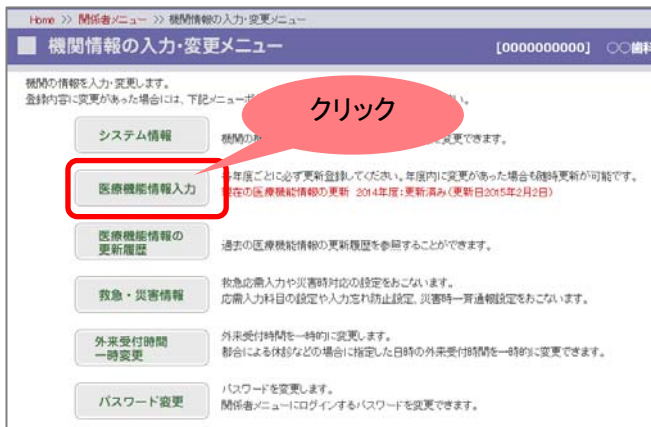 Home >> 関係者メニュー >> 機関情報の入力・変更メニュー
機関情報の入力・変更メニュー [0000000000] 〇〇歯科
機関の情報を入力・変更します。
登録内容に変更があった場合には、下記メニューボ い。
クリック
システム情報
機関の 変更できます。
医療機能情報入力
年度ごとに必ず更新登録してください。年度内に変更があった場合も随時更新が可能です。
現在の医療機能情報の更新 2014年度:更新済み(更新日2015年2月2日)
医療機能情報の
更新履歴
過去の医療機能情報の更新履歴を参照することができます。
救急・災害情報
救急応需入力や災害時対応の設定をおこないます。
応需入力科目の設定や入力忘れ防止設定、災害時一斉通報設定をおこないます。
外来受付時間
一時変更
外来受付時間を一時的に変更します。
都合による休診などの場合に指定した日時の外来受付時間を一時的に変更できます。
パスワード変更
パスワードを変更します。
関係者メニューにログインするパスワードを変更できます。